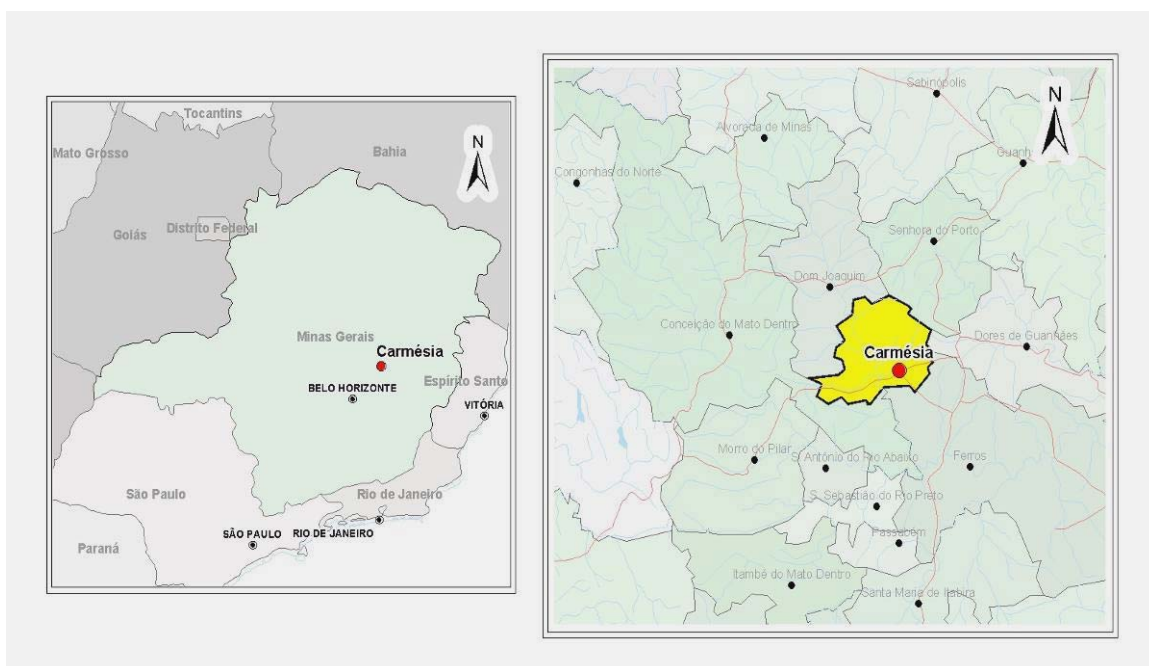 Tocantins
N
Mato Grosso
Bahia
Distrito Federal
Goiás
Minas Gerais
Carmésia
Espírito Santo
BELO HORIZONTE
VITÓRIA
São Paulo
Rio de Janeiro
SÃO PAULO
RIO DE JANEIRO
Paraná
Sabinópolis
N
Alvorada de Minas
Guanh
Congonhas do Norte
Senhora do Porto
Dom Joaquim
Conceição do Mato Dentro
Dores de Guanhães
Carmésia
Morro do Pilar
S. Antônio do Rio Abaixo
Ferros
S. Sebastião do Rio Preto
Passabém
Itambé do Mato Dentro
Santa Maria de Itabira